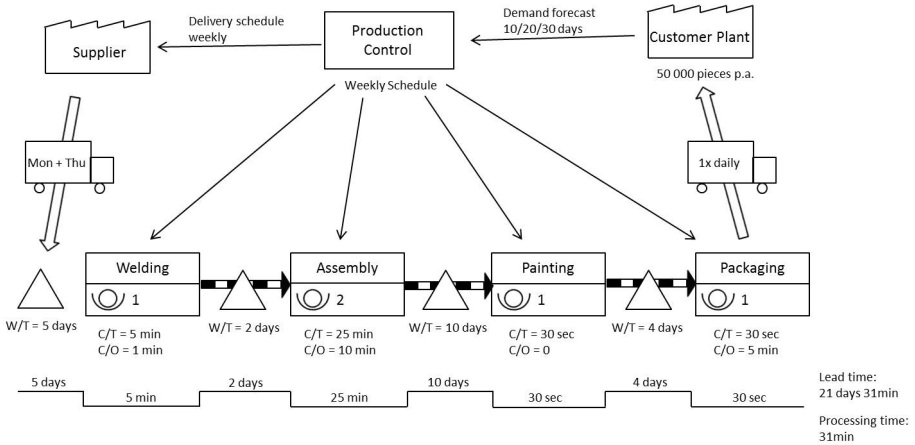 Delivery schedule
weekly
Demand forecast
10/20/30 days
Supplier
Production
Control
Customer Plant
Weekly Schedule
50 000 pieces p.a.
Mon + Thu
1x daily
Welding
Assembly
Painting
Packaging
1
2
1
1
W/T = 5 days
W/T = 2 days
W/T = 10 days
W/T = 4 days
C/T = 5 min
C/O = 1 min
C/T = 25 min
C/O = 10 min
C/T = 30 sec
C/O = 0
C/T = 30 sec
C/O = 5 min
5 days
5 min
2 days
25 min
10 days
30 sec
4 days
30 sec
Lead time:
21 days 31min
Processing time:
31min